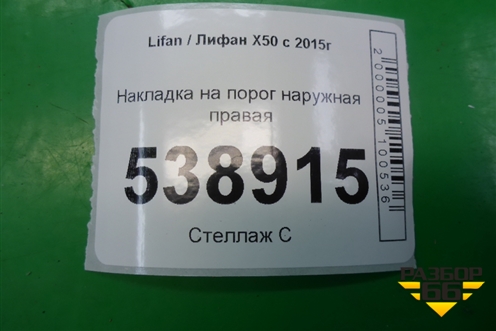 Lifan / Лифан X50 с 2015г
Накладка на порог наружная
правая
538915
Стеллаж С
2000005100536
РАЗБОР
66